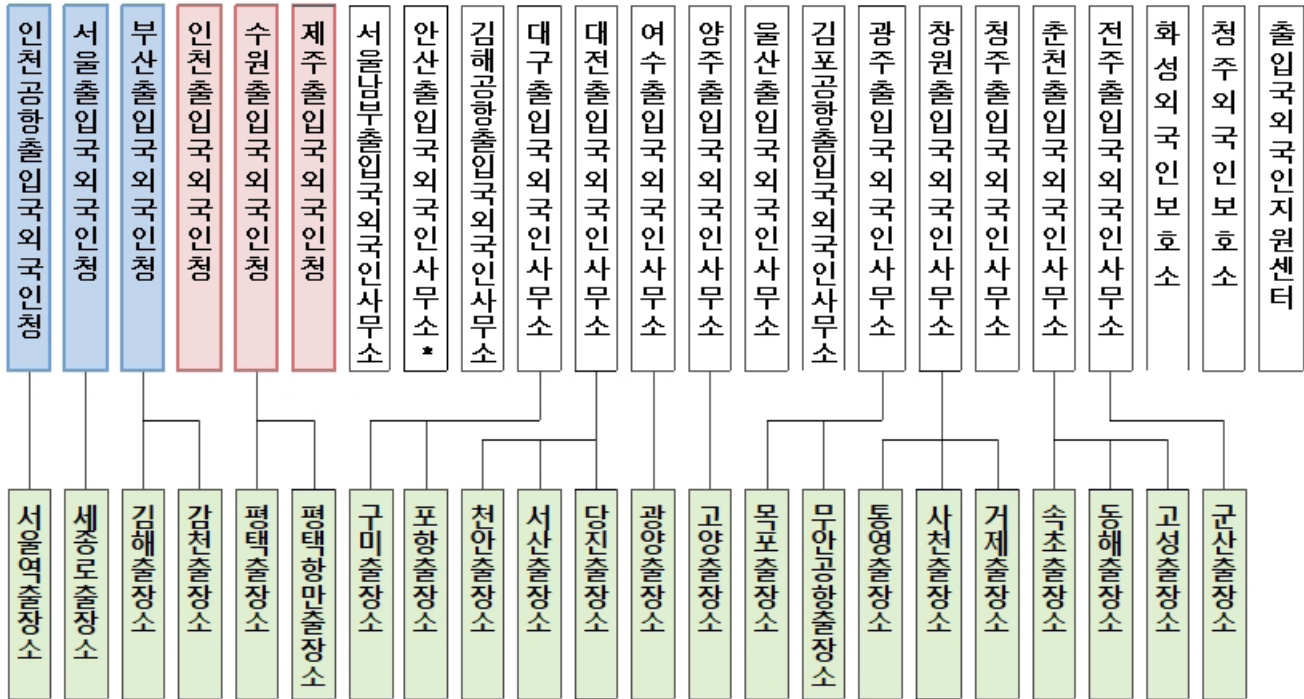 인천공항출입국외국인청
서울출입국외국인청
부산출입국외국인청
인천출입국외국인청
수원출입국외국인청
제주출입국외국인청
서울남부출입국외국인사무소
안산출입국외국인사무소*
김해공항출입국외국인사무소
대구출입국외국인사무소
대전출입국외국인사무소
여수출입국외국인사무소
양주출입국외국인사무소
울산출입국외국인사무소
김포공항출입국외국인사무소
광주출입국외국인사무소
창원출입국외국인사무소
청주출입국외국인사무소
춘천출입국외국인사무소
전주출입국외국인사무소
화성외국인보호소
청주외국인보호소
출입국외국인지원센터
서울역출장소
세종로출장소
김해출장소
감천출장소
평택출장소
평택항만출장소
구미출장소
포항출장소
천안출장소
서산출장소
당진출장소
광양출장소
고양출장소
목포출장소
무안공항출장소
통영출장소
사천출장소
거제출장소
속초출장소
동해출장소
고성출장소
군산출장소